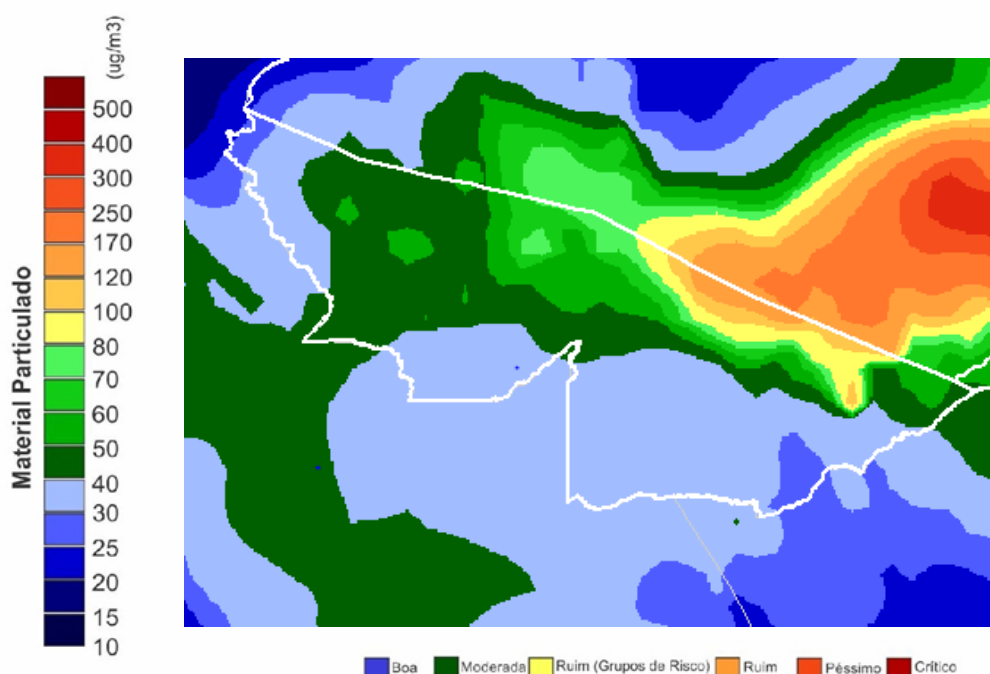 (ug/m3)
Material Particulado
500
400
300
250
170
120
100
80
70
60
50
40
30
25
20
15
10
Boa
Moderada
Ruim (Grupos de Risco)
Ruim
Péssimo
Crítico